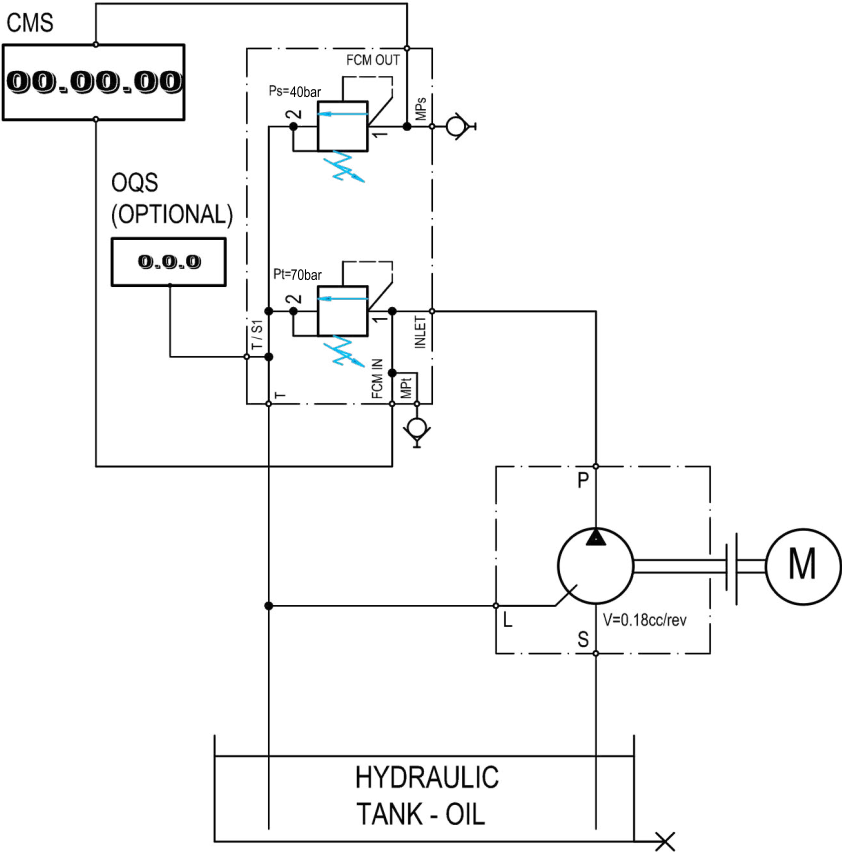 CMS
00.00.00
FCM OUT
Ps=40bar
2
1
MPs
OQS
(OPTIONAL)
0.0.0
Pt=70bar
2
1
T / S1
INLET
FCM IN
MPt
T
P
M
L
V=0.18cc/rev
S
HYDRAULIC
TANK - OIL